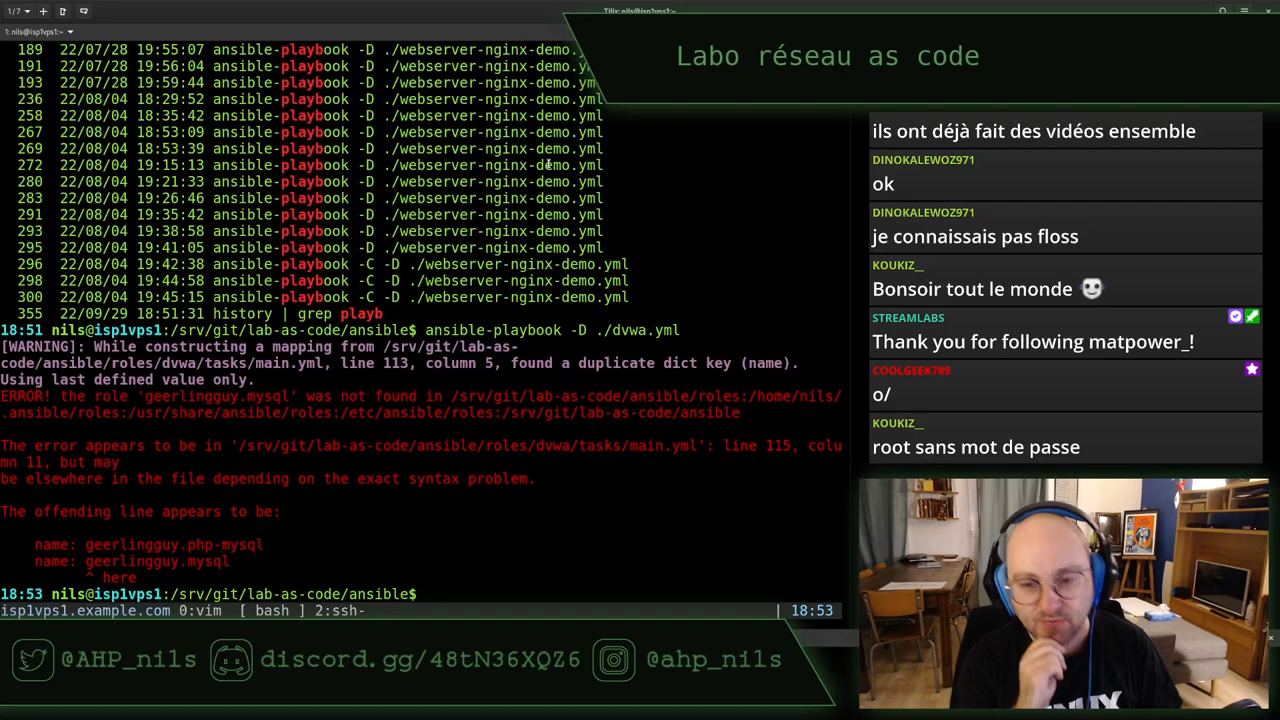 1/7
Tilix: nils@isp1vps1:~
1: nils@isp1vps1:~
189 22/07/28 19:55:07 ansible-playbook -D ./webserver-nginx-demo.
191 22/07/28 19:56:04 ansible-playbook -D ./webserver-nginx-demo.y
193 22/07/28 19:59:44 ansible-playbook -D ./webserver-nginx-demo.yml
236 22/08/04 18:29:52 ansible-playbook -D ./webserver-nginx-demo.yml
258 22/08/04 18:35:42 ansible-playbook -D ./webserver-nginx-demo.yml
267 22/08/04 18:53:09 ansible-playbook -D ./webserver-nginx-demo.yml
269 22/08/04 18:53:39 ansible-playbook -D ./webserver-nginx-demo.yml
272 22/08/04 19:15:13 ansible-playbook -D ./webserver-nginx-demo.yml
280 22/08/04 19:21:33 ansible-playbook -D ./webserver-nginx-demo.yml
283 22/08/04 19:26:46 ansible-playbook -D ./webserver-nginx-demo.yml
291 22/08/04 19:35:42 ansible-playbook -D ./webserver-nginx-demo.yml
293 22/08/04 19:38:58 ansible-playbook -D ./webserver-nginx-demo.yml
295 22/08/04 19:41:05 ansible-playbook -D ./webserver-nginx-demo.yml
296 22/08/04 19:42:38 ansible-playbook -C -D ./webserver-nginx-demo.yml
298 22/08/04 19:44:58 ansible-playbook -C -D ./webserver-nginx-demo.yml
300 22/08/04 19:45:15 ansible-playbook -C -D ./webserver-nginx-demo.yml
355 22/09/29 18:51:31 history | grep playb
18:51 nils@isp1vps1:/srv/git/lab-as-code/ansible$ ansible-playbook -D ./dvwa.yml
[WARNING]: While constructing a mapping from /srv/git/lab-as-
code/ansible/roles/dvwa/tasks/main.yml, line 113, column 5, found a duplicate dict key (name).
Using last defined value only.
ERROR! the role 'geerlingguy.mysql' was not found in /srv/git/lab-as-code/ansible/roles:/home/nils/
.ansible/roles:/usr/share/ansible/roles:/etc/ansible/roles:/srv/git/lab-as-code/ansible
The error appears to be in '/srv/git/lab-as-code/ansible/roles/dvwa/tasks/main.yml': line 115, colu
mn 11, but may
be elsewhere in the file depending on the exact syntax problem.
The offending line appears to be:
name: geerlingguy.php-mysql
name: geerlingguy.mysql
^ here
18:53 nils@isp1vps1:/srv/git/lab-as-code/ansible$
isp1vps1.example.com 0:vim [ bash ] 2:ssh- | 18:53
Labo réseau as code
ils ont déjà fait des vidéos ensemble
DINOKALEWOZ971
ok
DINOKALEWOZ971
je connaissais pas floss
KOUKIZ__
Bonsoir tout le monde
STREAMLABS
Thank you for following matpower_!
COOLGEEK789
o/
KOUKIZ__
root sans mot de passe
@AHP_nils
discord.gg/48tN36XQZ6
@ahp_nils